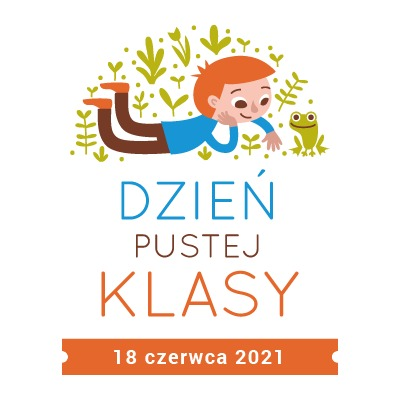 DZIEŃ
PUSTEJ
KLASY
18 czerwca 2021